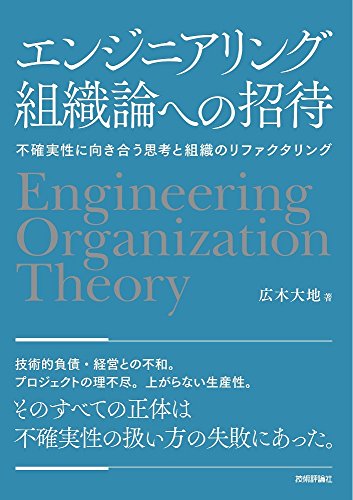 エンジニアリング
組織論への招待
不確実性に向き合う思考と組織のリファクタリング
Engineering
Organization
Theory
広木大地 著
技術的負債・経営との不和。
プロジェクトの理不尽。上がらない生産性。
そのすべての正体は
不確実性の扱い方の失敗にあった。
技術評論社